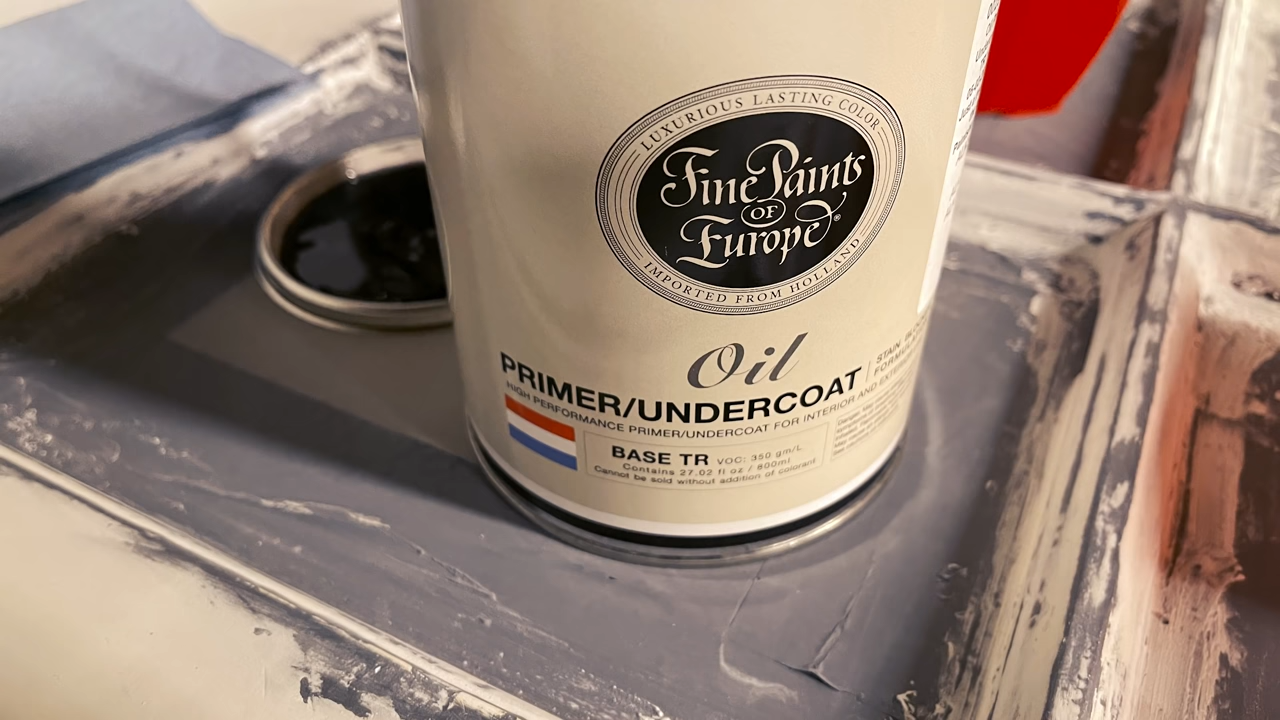 LUXURIOUS LASTING COLOR
Fine Paints
OF
Europe®
IMPORTED FROM HOLLAND
Oil
PRIMER/UNDERCOAT
STAIN
HIGH PERFORMANCE PRIMER/UNDERCOAT FOR INTERIOR AND
BASE TR VOC: 350 gm/L
Contains 27.02 fl oz / 800ml
Cannot be sold without addition of colorant